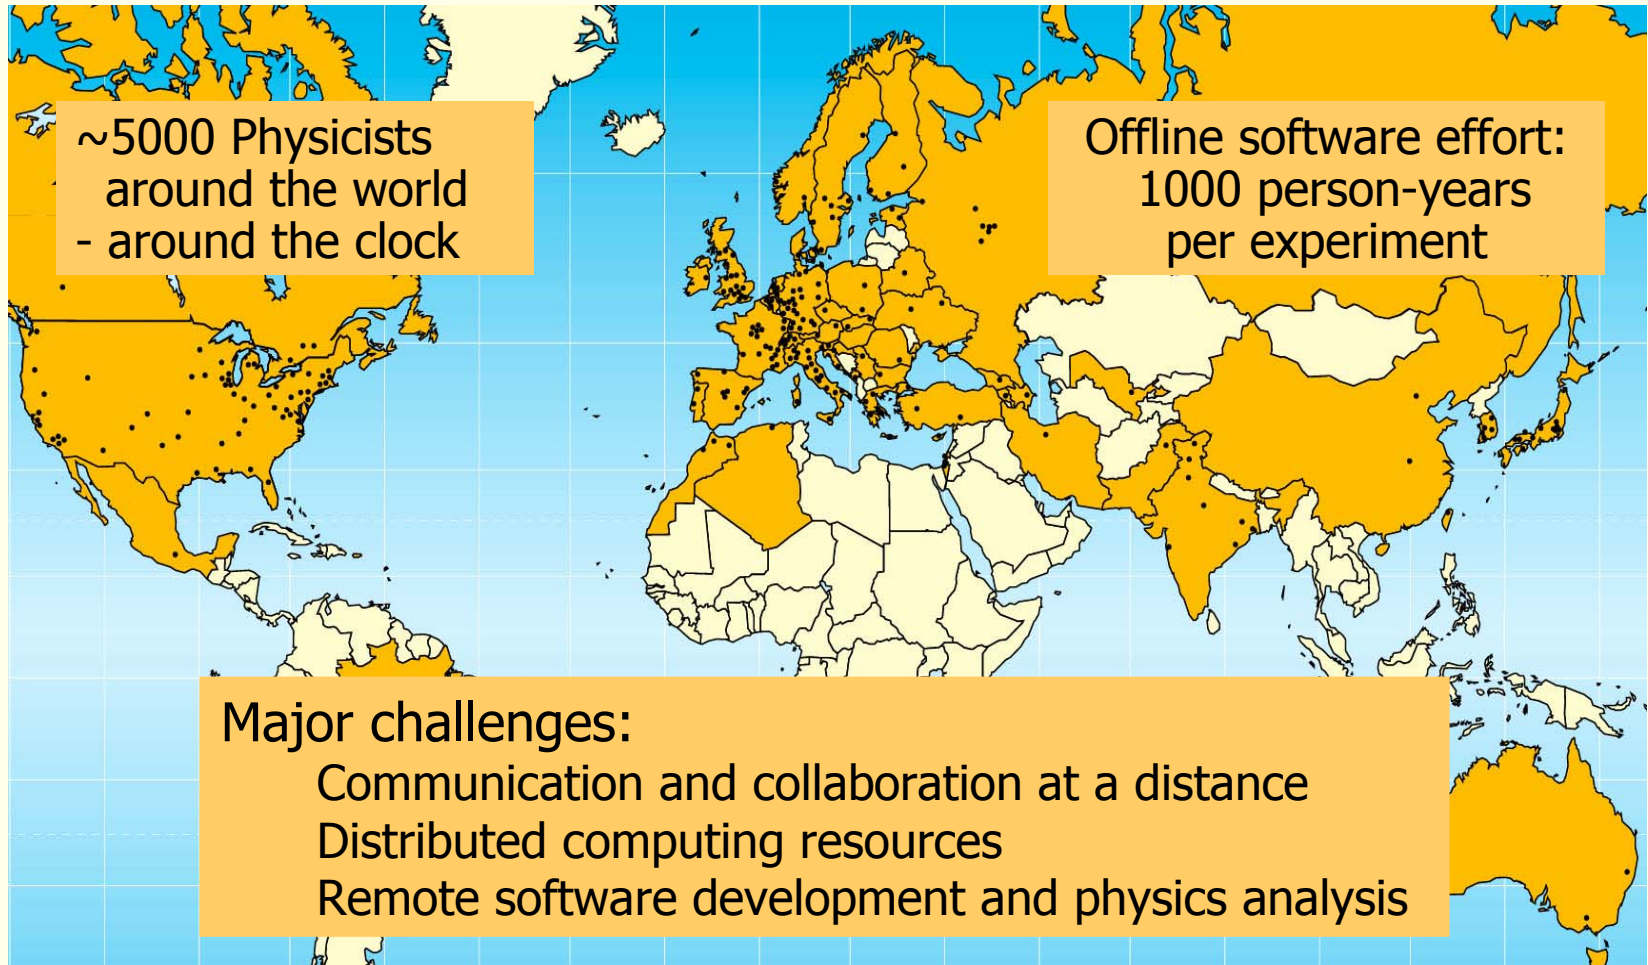 ~5000 Physicists
around the world
- around the clock
Offline software effort:
1000 person-years
per experiment
Major challenges:
Communication and collaboration at a distance
Distributed computing resources
Remote software development and physics analysis